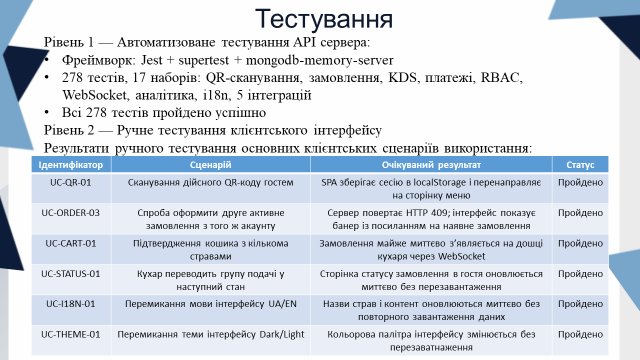 Тестування
Рівень 1 — Автоматизоване тестування API сервера:
• Фреймворк: Jest + supertest + mongodb-memory-server
• 278 тестів, 17 наборів: QR-сканування, замовлення, KDS, платежі, RBAC,
WebSocket, аналітика, i18n, 5 інтеграцій
• Всі 278 тестів пройдено успішно
Рівень 2 — Ручне тестування клієнтського інтерфейсу
Результати ручного тестування основних клієнтських сценаріїв використання:
Ідентифікатор Сценарій Очікуваний результат Статус
UC-QR-01 Сканування дійсного QR-коду гостем SPA зберігає сесію в localStorage і перенаправляє Пройдено
на сторінку меню
UC-ORDER-03 Спроба оформити друге активне Сервер повертає HTTP 409; інтерфейс показує Пройдено
замовлення з того ж акаунту банер із посиланням на наявне замовлення
UC-CART-01 Підтвердження кошика з кількома Замовлення майже миттєво з’являється на дошці Пройдено
стравами кухаря через WebSocket
UC-STATUS-01 Кухар переводить групу подачі у Сторінка статусу замовлення в гостя оновлюється Пройдено
наступний стан миттєво без перезавантаження
UC-I18N-01 Перемикання мови інтерфейсу UA/EN Назви страв і контент оновлюються миттєво без Пройдено
повторного завантаження даних
UC-THEME-01 Перемикання теми інтерфейсу Dark/Light Кольорова палітра інтерфейсу змінюється без Пройдено
перезаватнаження